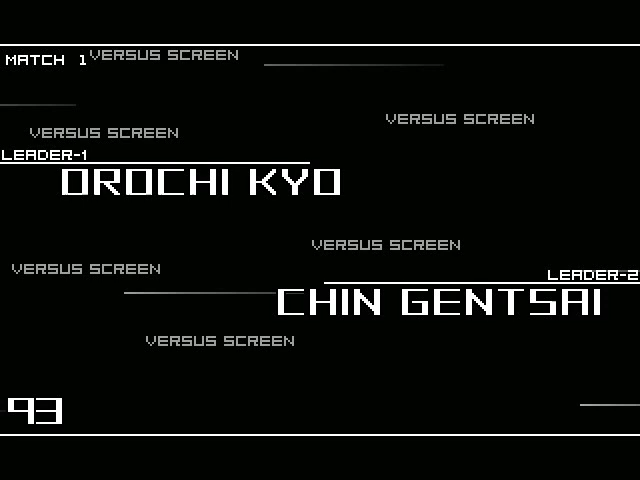 MATCH 1
VERSUS SCREEN
VERSUS SCREEN
VERSUS SCREEN
LEADER-1
OROCHI KYO
VERSUS SCREEN
VERSUS SCREEN
LEADER-2
CHIN GENTSAI
VERSUS SCREEN
93